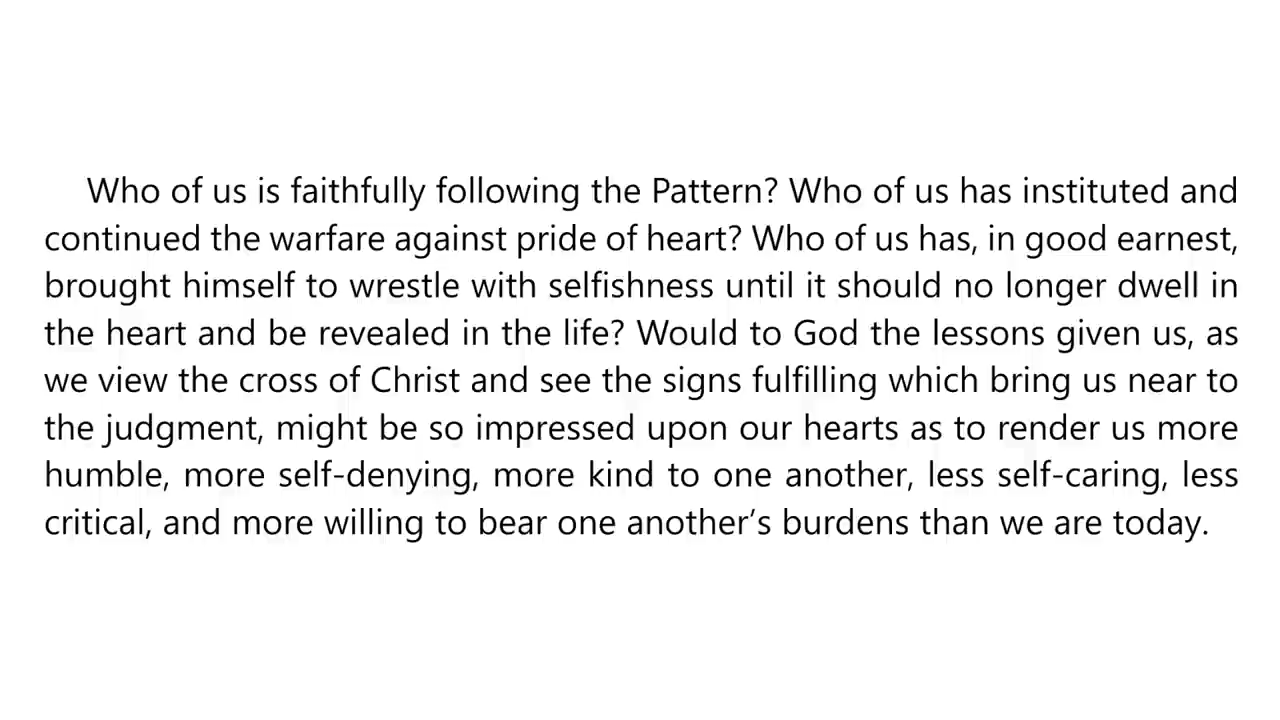 Who of us is faithfully following the Pattern? Who of us has instituted and
continued the warfare against pride of heart? Who of us has, in good earnest,
brought himself to wrestle with selfishness until it should no longer dwell in
the heart and be revealed in the life? Would to God the lessons given us, as
we view the cross of Christ and see the signs fulfilling which bring us near to
the judgment, might be so impressed upon our hearts as to render us more
humble, more self-denying, more kind to one another, less self-caring, less
critical, and more willing to bear one another’s burdens than we are today.